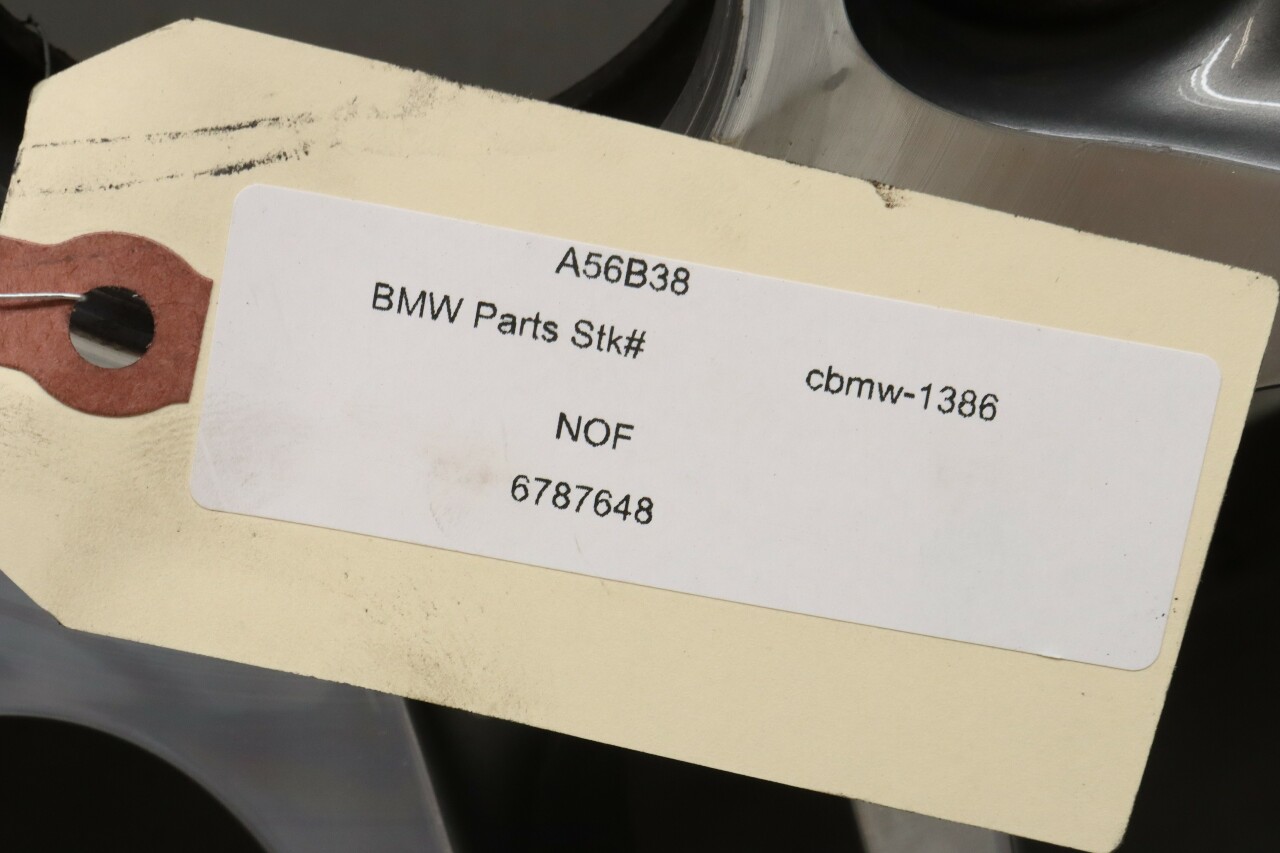 A56B38
BMW Parts Stk#
cbmw-1386
NOF
6787648